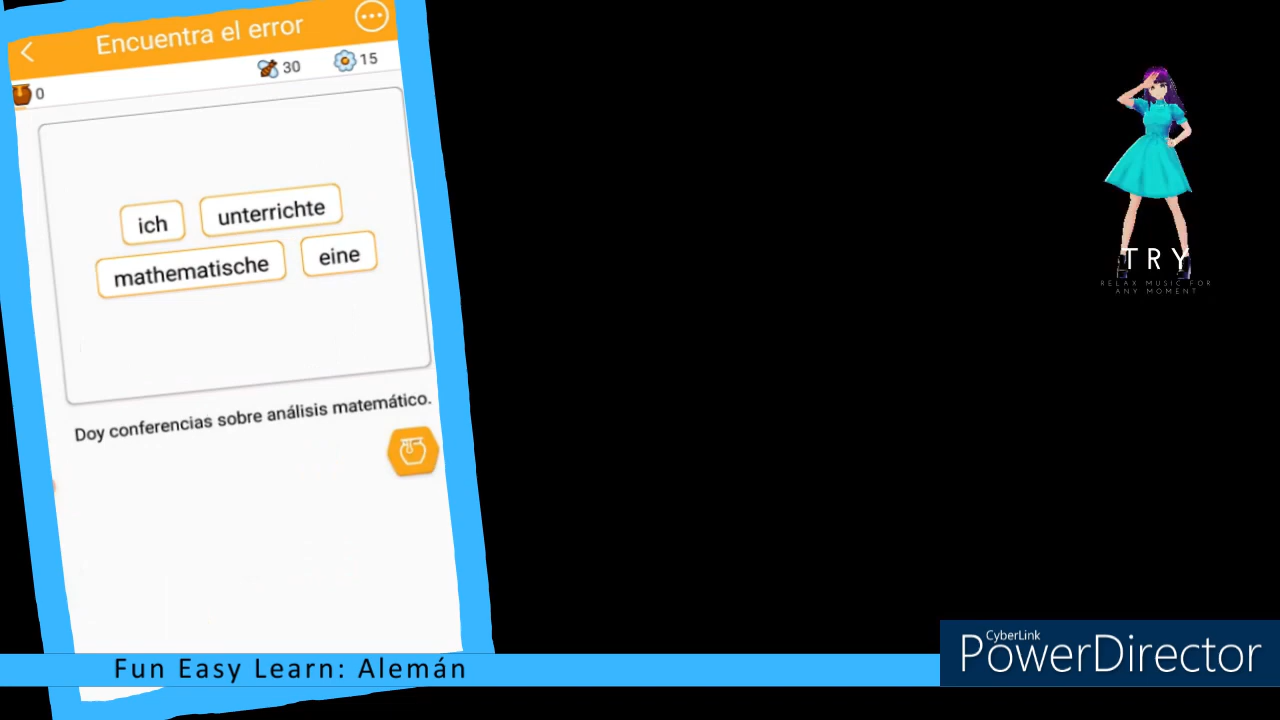 Encuentra el error
0
30
15
ich unterrichte
mathematische eine
Doy conferencias sobre análisis matemático.
TRY
RELAX MUSIC FOR
ANY MOMENT
Fun Easy Learn: Alemán
CyberLink
PowerDirector